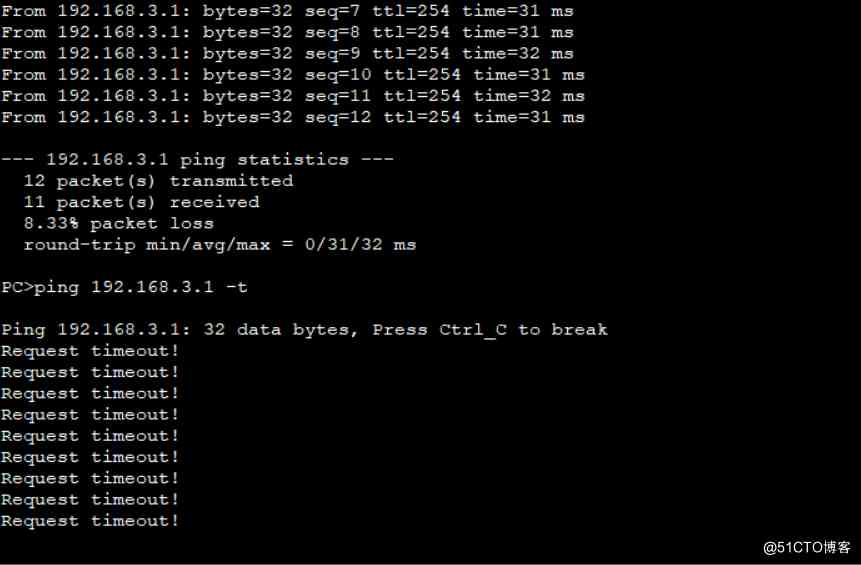 From 192.168.3.1: bytes=32 seq=7 ttl=254 time=31 ms
From 192.168.3.1: bytes=32 seq=8 ttl=254 time=31 ms
From 192.168.3.1: bytes=32 seq=9 ttl=254 time=32 ms
From 192.168.3.1: bytes=32 seq=10 ttl=254 time=31 ms
From 192.168.3.1: bytes=32 seq=11 ttl=254 time=32 ms
From 192.168.3.1: bytes=32 seq=12 ttl=254 time=31 ms
--- 192.168.3.1 ping statistics ---
12 packet(s) transmitted
11 packet(s) received
8.33% packet loss
round-trip min/avg/max = 0/31/32 ms
PC>ping 192.168.3.1 -t
Ping 192.168.3.1: 32 data bytes, Press Ctrl_C to break
Request timeout!
Request timeout!
Request timeout!
Request timeout!
Request timeout!
Request timeout!
Request timeout!
Request timeout!
Request timeout!
@51CTO博客